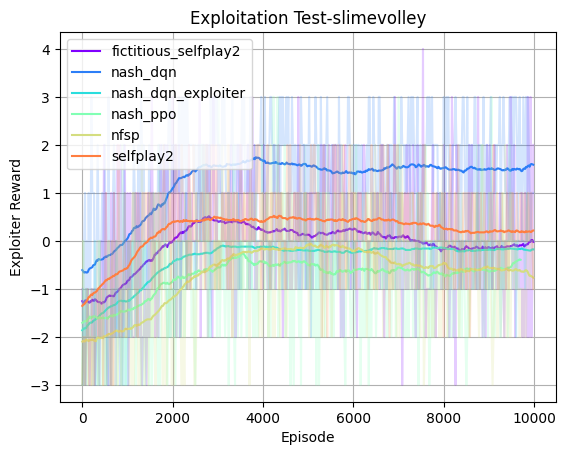 Exploitation Test-slimevolley
fictitious_selfplay2
nash_dqn
nash_dqn_exploiter
nash_ppo
nfsp
selfplay2
Exploiter Reward
4
3
2
1
0
−1
−2
−3
0 2000 4000 6000 8000 10000
Episode